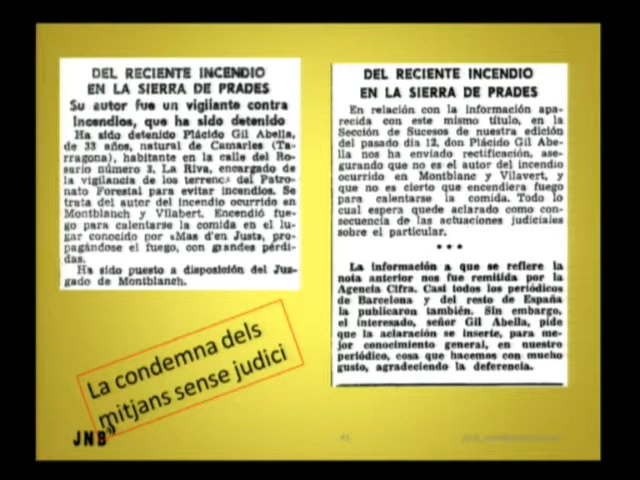 DEL RECIENTE INCENDIO
EN LA SIERRA DE PRADES
Su autor fue un vigilante contra
incendios, que ha sido detenido
Ha sido detenido Plácido Gil Abella,
de 33 años, natural de Camarles (Ta-
rragona), habitante en la calle del Ro-
sario número 3, La Riva, encargado de
la vigilancia de los terrenos del Patro-
nato Forestal para evitar incendios. Se
trata del autor del incendio ocurrido en
Montblanch y Vilabert. Encendió fue-
go para calentarse la comida en el lu-
gar conocido por «Mas d'en Just», pro-
pagándose el fuego, con grandes pérdi-
das.
Ha sido puesto a disposición del Juz-
gado de Montblanch.
DEL RECIENTE INCENDIO
EN LA SIERRA DE PRADES
En relación con la información apa-
recida con este mismo título, en la
Sección de Sucesos de nuestra edición
del pasado día 12, don Plácido Gil Abe-
lla nos ha enviado rectificación, ase-
gurando que no es el autor del incendio
ocurrido en Montblanc y Vilavert, y
que no es cierto que encendiera fuego
para calentarse la comida. Todo lo
cual espera quede aclarado como con-
secuencia de las actuaciones judiciales
sobre el particular.
* * *
La información a que se refiere la
nota anterior nos fue remitida por la
Agencia Cifra. Casi todos los periódicos
de Barcelona y del resto de España
la publicaron también. Sin embargo,
el interesado, señor Gil Abella, pide
que la aclaración se inserte, para me-
jor conocimiento general, en nuestro
periódico, cosa que hacemos con mucho
gusto, agradeciendo la deferencia.
La condemna dels
mitjans sense judici
JNB